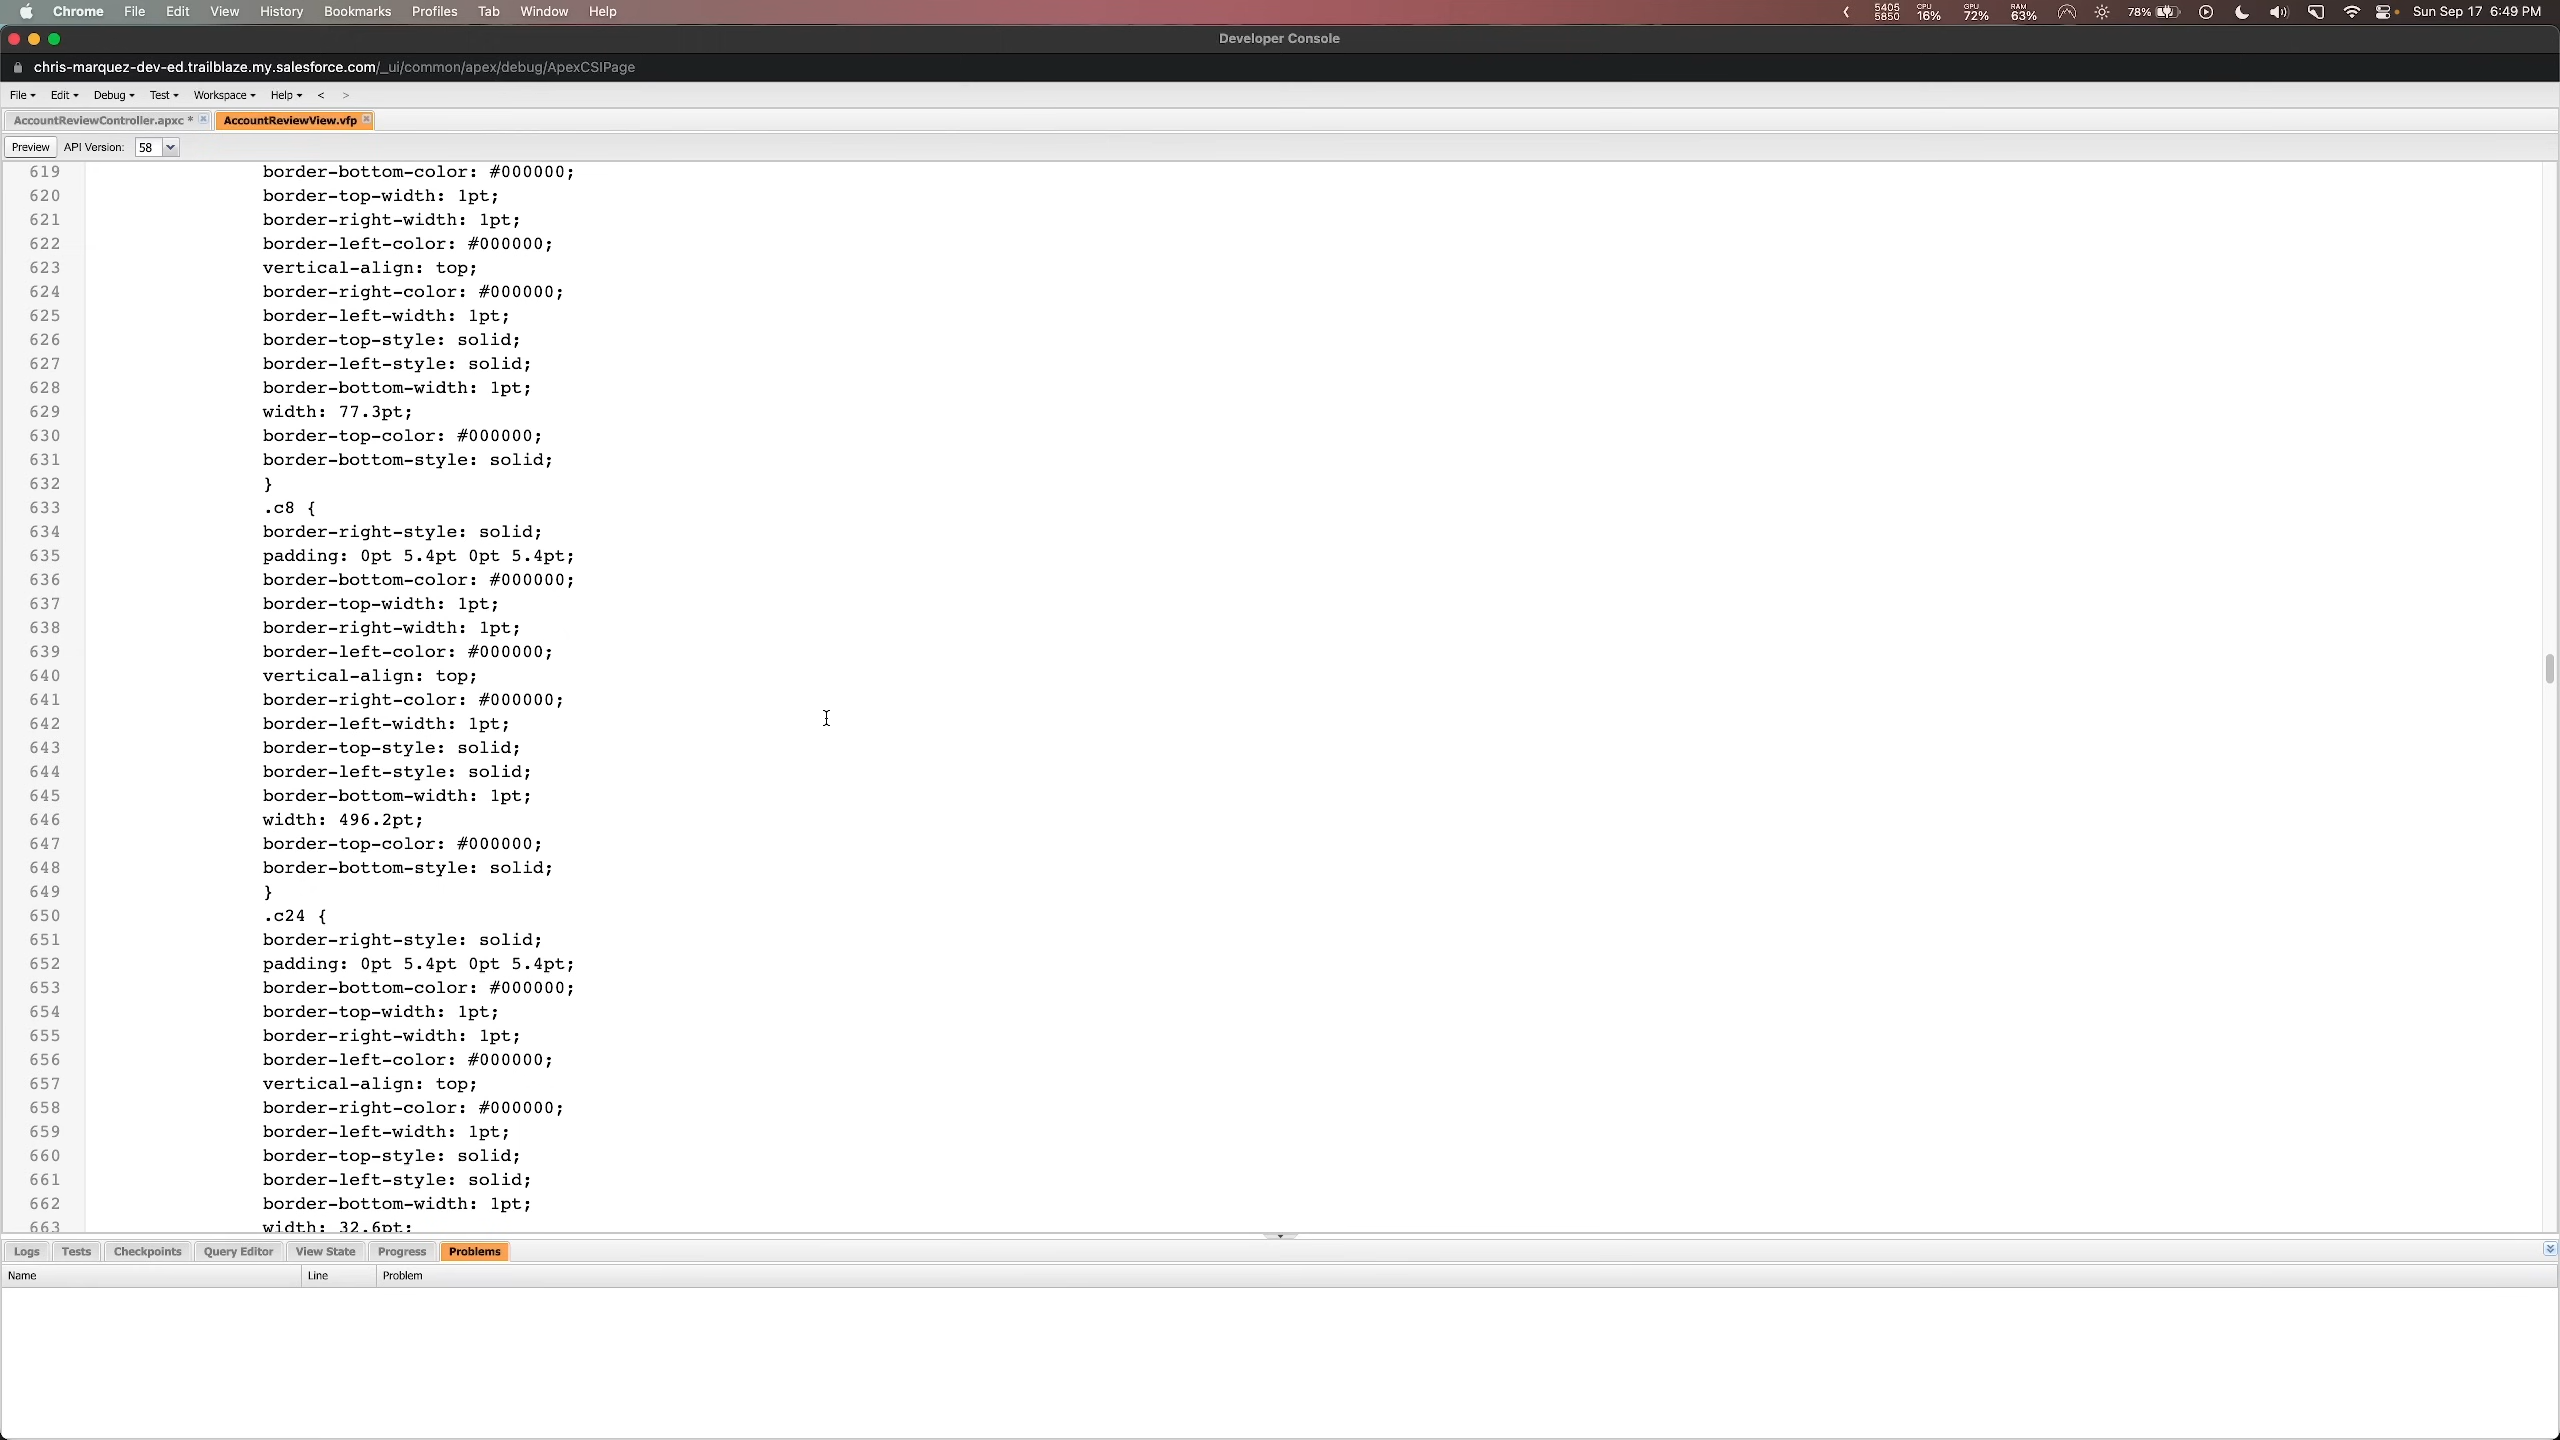 Chrome File Edit View History Bookmarks Profiles Tab Window Help 5405 5850 CPU 16% GPU 72% RAM 63% 78% Sun Sep 17 6:49 PM
Developer Console
chris-marquez-dev-ed.trailblaze.my.salesforce.com/_ui/common/apex/debug/ApexCSIPage
File Edit Debug Test Workspace Help < >
AccountReviewController.apxc * AccountReviewView.vfp
Preview API Version: 58
619 border-bottom-color: #000000;
620 border-top-width: 1pt;
621 border-right-width: 1pt;
622 border-left-color: #000000;
623 vertical-align: top;
624 border-right-color: #000000;
625 border-left-width: 1pt;
626 border-top-style: solid;
627 border-left-style: solid;
628 border-bottom-width: 1pt;
629 width: 77.3pt;
630 border-top-color: #000000;
631 border-bottom-style: solid;
632 }
633 .c8 {
634 border-right-style: solid;
635 padding: 0pt 5.4pt 0pt 5.4pt;
636 border-bottom-color: #000000;
637 border-top-width: 1pt;
638 border-right-width: 1pt;
639 border-left-color: #000000;
640 vertical-align: top;
641 border-right-color: #000000;
642 border-left-width: 1pt;
643 border-top-style: solid;
644 border-left-style: solid;
645 border-bottom-width: 1pt;
646 width: 496.2pt;
647 border-top-color: #000000;
648 border-bottom-style: solid;
649 }
650 .c24 {
651 border-right-style: solid;
652 padding: 0pt 5.4pt 0pt 5.4pt;
653 border-bottom-color: #000000;
654 border-top-width: 1pt;
655 border-right-width: 1pt;
656 border-left-color: #000000;
657 vertical-align: top;
658 border-right-color: #000000;
659 border-left-width: 1pt;
660 border-top-style: solid;
661 border-left-style: solid;
662 border-bottom-width: 1pt;
663 width: 32.6pt;
Logs Tests Checkpoints Query Editor View State Progress Problems
Name Line Problem